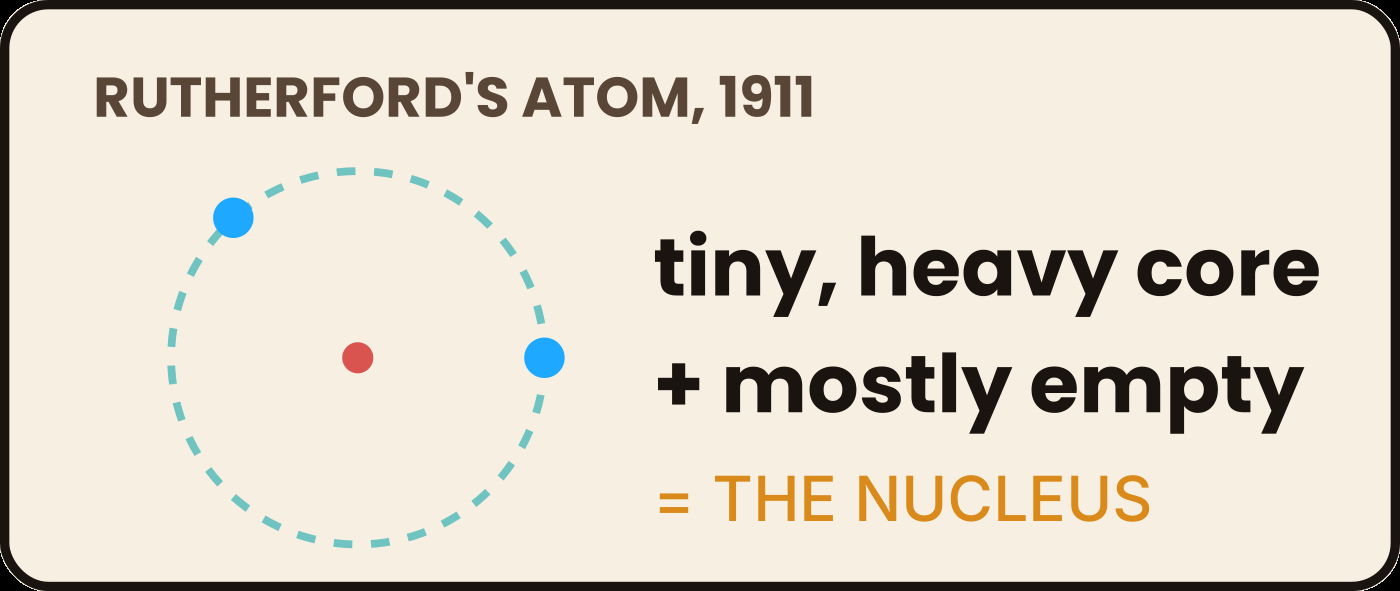 RUTHERFORD'S ATOM, 1911
tiny, heavy core
+ mostly empty
= THE NUCLEUS